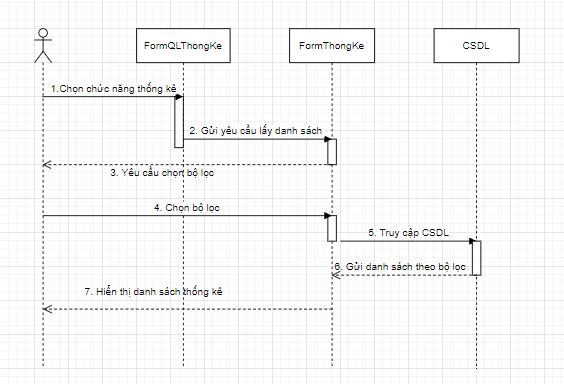 FormQLThongKe
FormThongKe
CSDL
1.Chọn chức năng thống kê
2. Gửi yêu cầu lấy danh sách
3. Yêu cầu chọn bộ lọc
4. Chọn bộ lọc
5. Truy cập CSDL
6. Gửi danh sách theo bộ lọc
7. Hiển thị danh sách thống kê